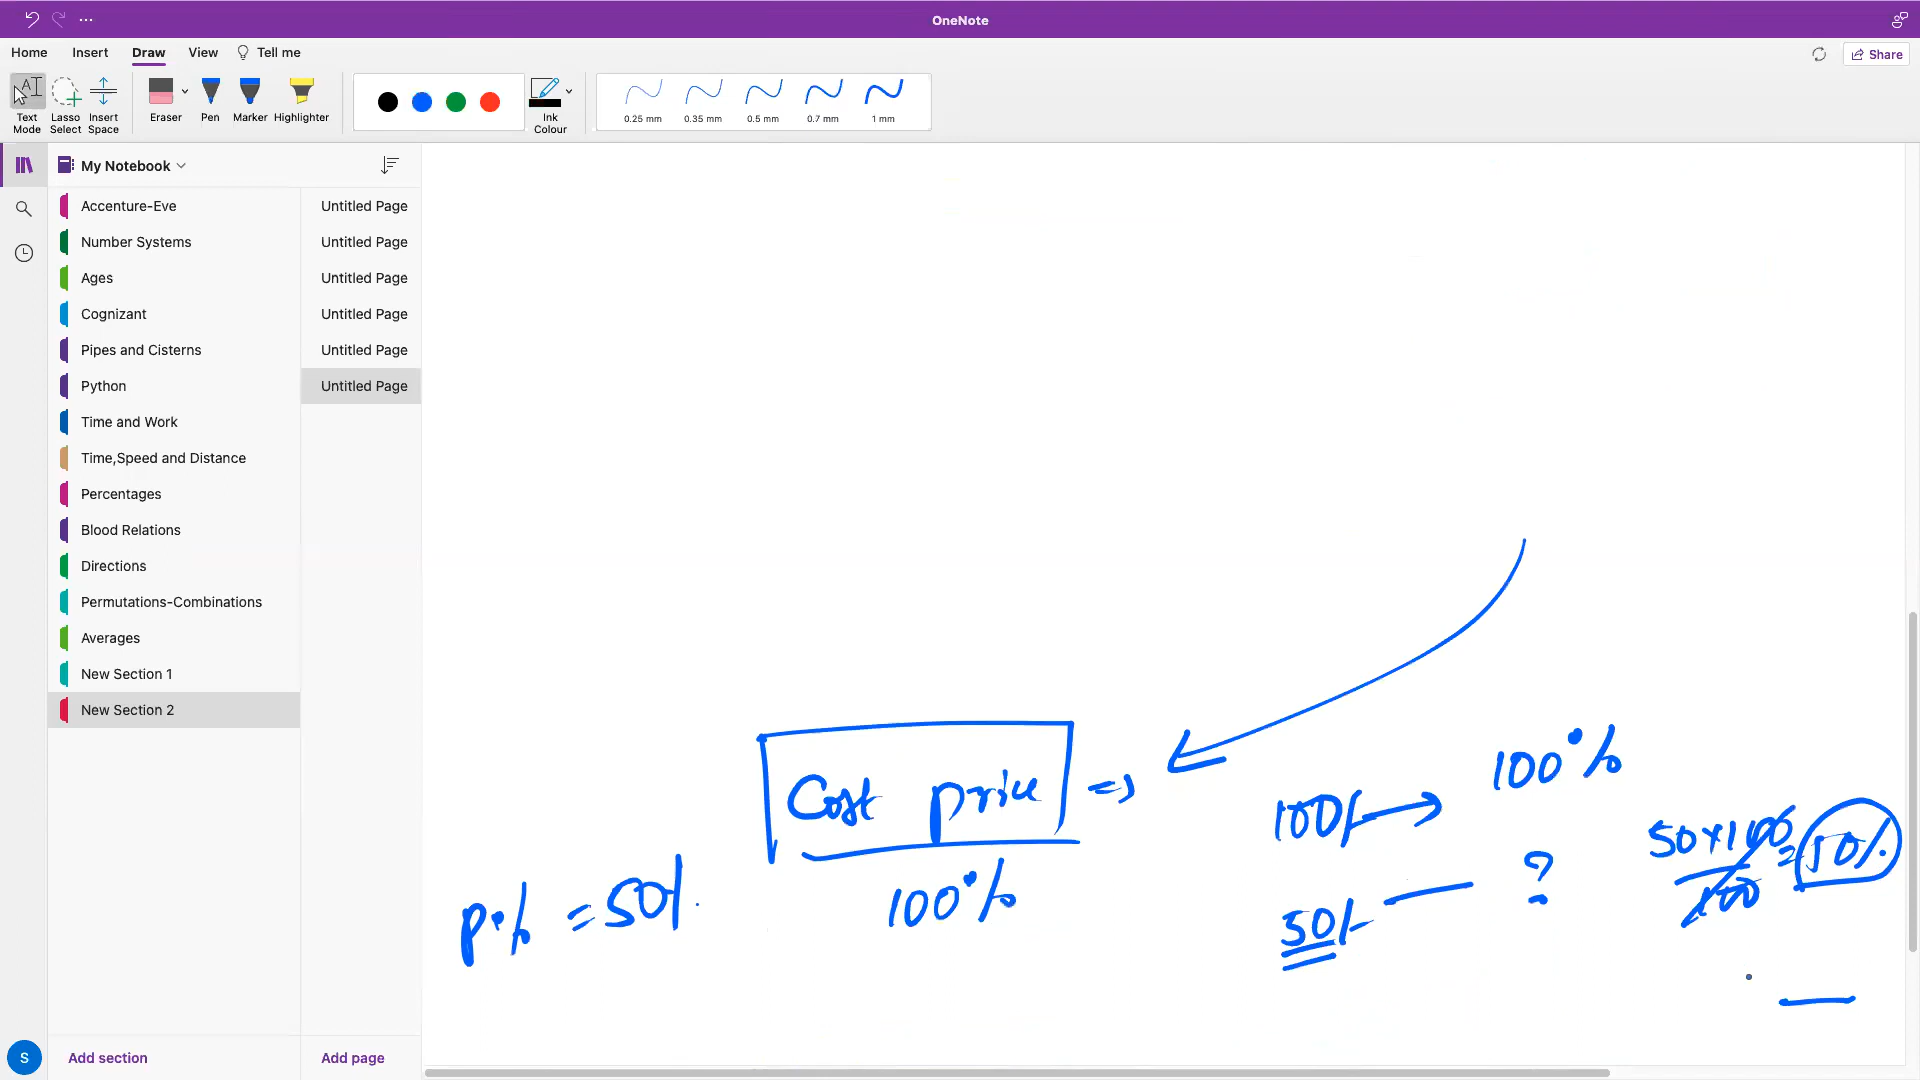 OneNote
Home Insert Draw View Tell me
Share
Text Mode
Lasso Select
Insert Space
Eraser
Pen
Marker
Highlighter
Ink Colour
0.25 mm
0.35 mm
0.5 mm
0.7 mm
1 mm
My Notebook
Accenture-Eve
Number Systems
Ages
Cognizant
Pipes and Cisterns
Python
Time and Work
Time,Speed and Distance
Percentages
Blood Relations
Directions
Permutations-Combinations
Averages
New Section 1
New Section 2
Untitled Page
Untitled Page
Untitled Page
Untitled Page
Untitled Page
Untitled Page
S
Add section
Add page
Cost price =>
100%
P% = 50%.
100/- → 100%
50/- — ?
50x100
100
= 50%.